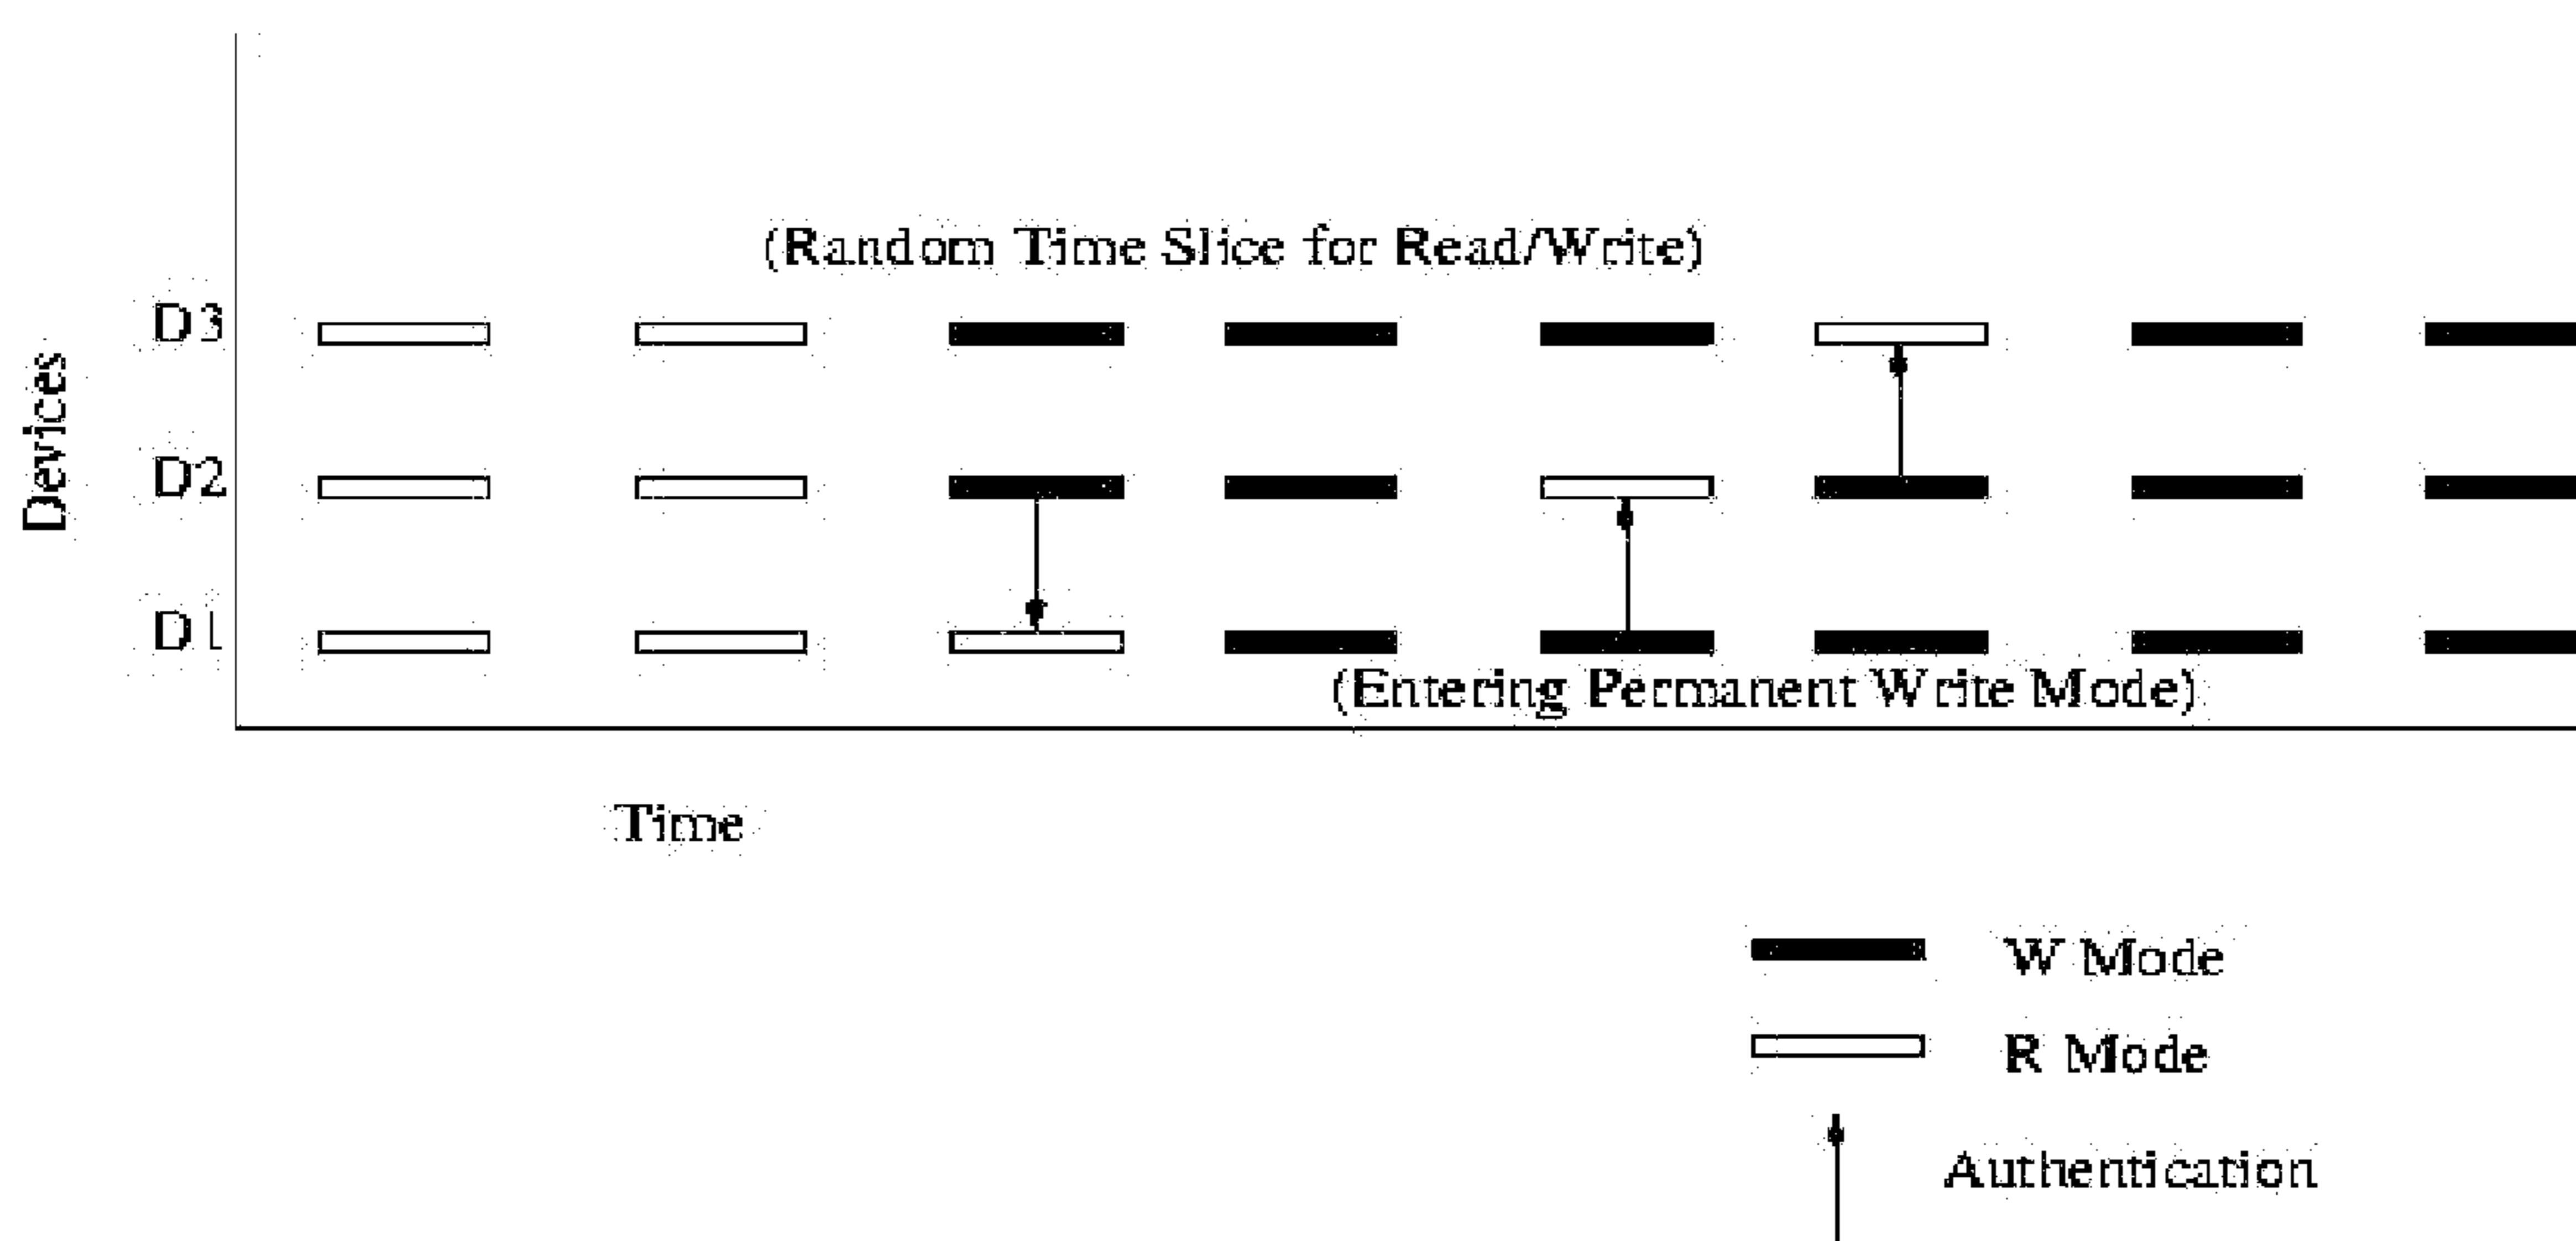 (Random Time Slice for Read/Write)
D3
Devices
D2
D1
(Entering Permanent Write Mode)
Time
W Mode
R Mode
Authentication